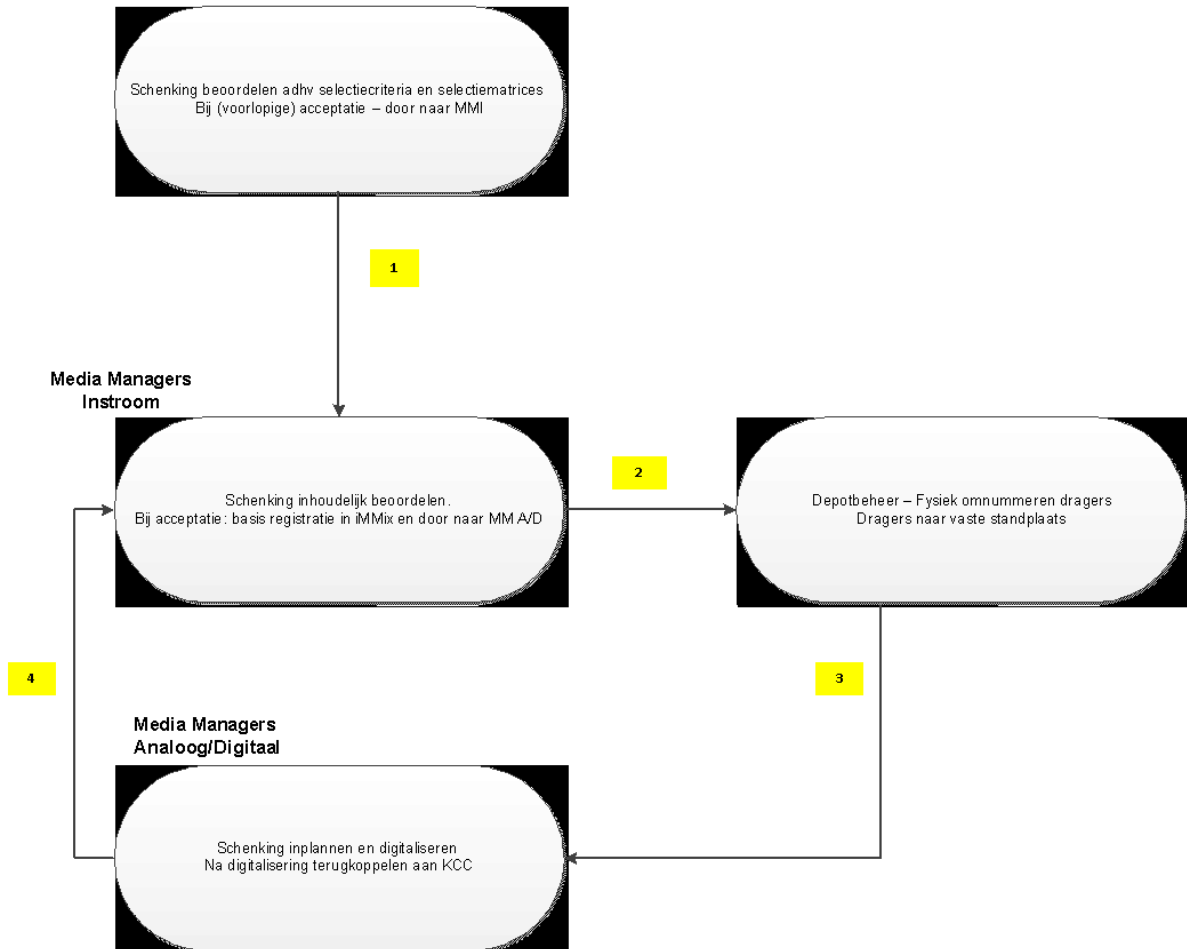 Schenking beoordelen adhv selectiecriteria en selectiematrices
Bij (voorlopige) acceptatie – door naar MMI
1
Media Managers
Instroom
Schenking inhoudelijk beoordelen.
Bij acceptatie: basis registratie in iMMix en door naar MM A/D
2
Depotbeheer – Fysiek omnummeren dragers
Dragers naar vaste standplaats
4
3
Media Managers
Analoog/Digitaal
Schenking inplannen en digitaliseren
Na digitalisering terugkoppelen aan KCC